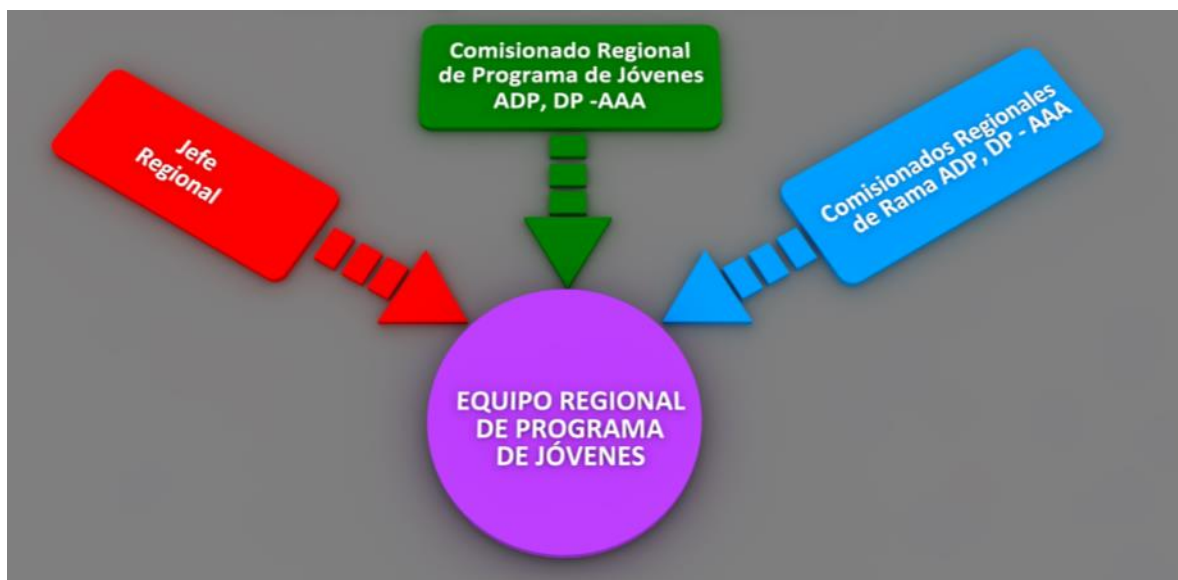 Comisionado Regional
de Programa de Jóvenes
ADP, DP -AAA
Jefe
Regional
Comisionados Regionales
de Rama ADP, DP - AAA
EQUIPO REGIONAL
DE PROGRAMA
DE JÓVENES